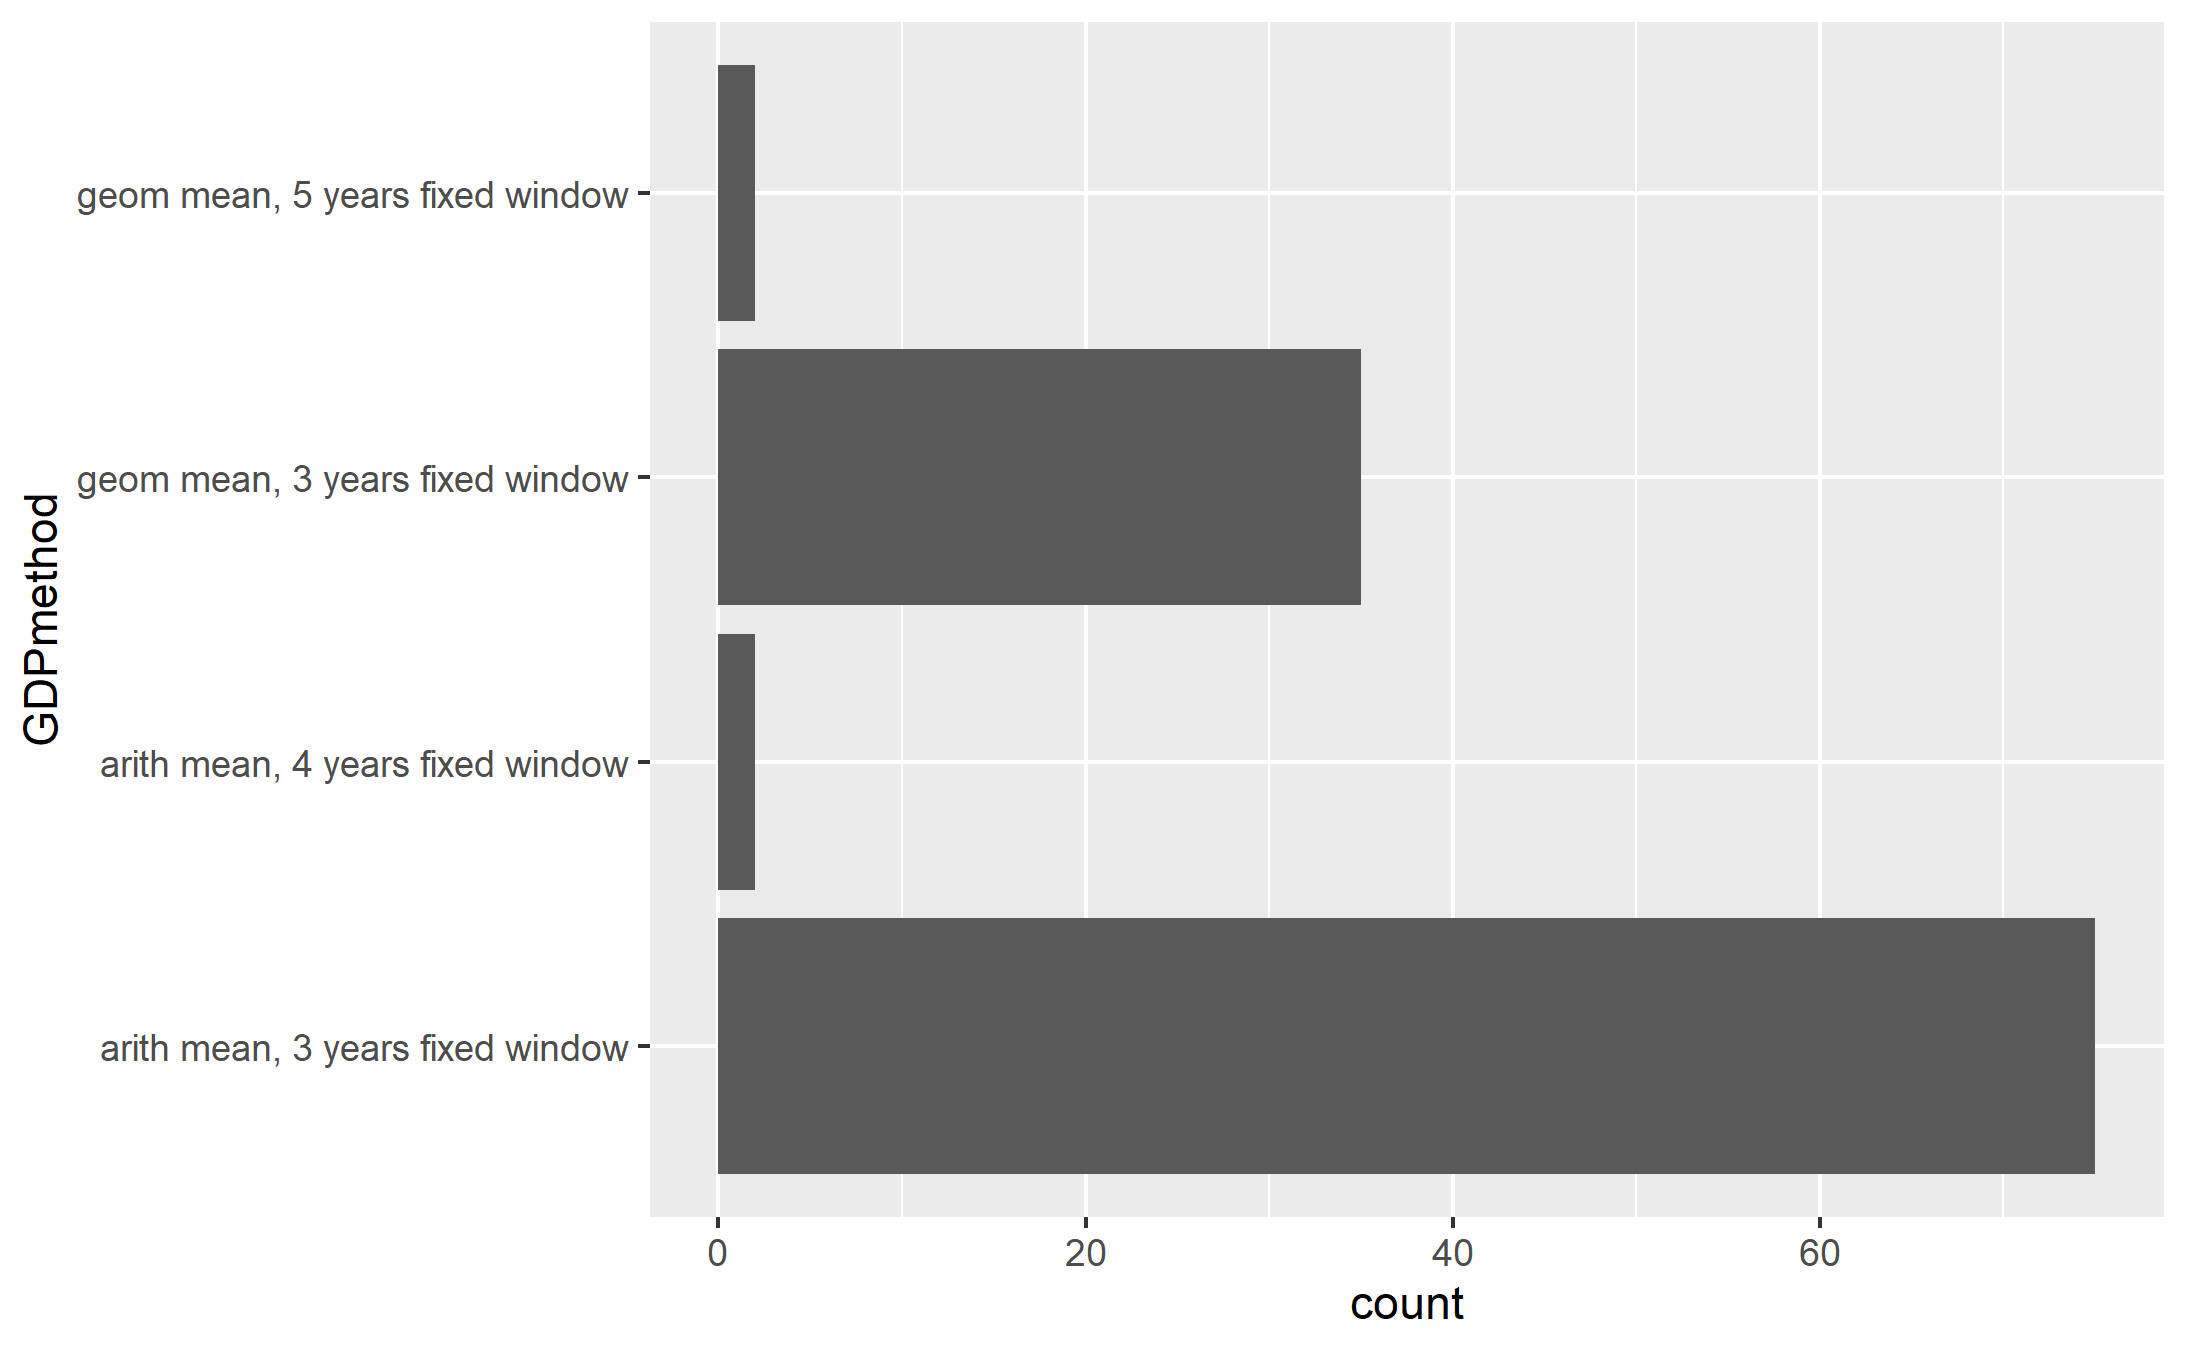 GDPmethod
geom mean, 5 years fixed window
geom mean, 3 years fixed window
arith mean, 4 years fixed window
arith mean, 3 years fixed window
0 20 40 60
count